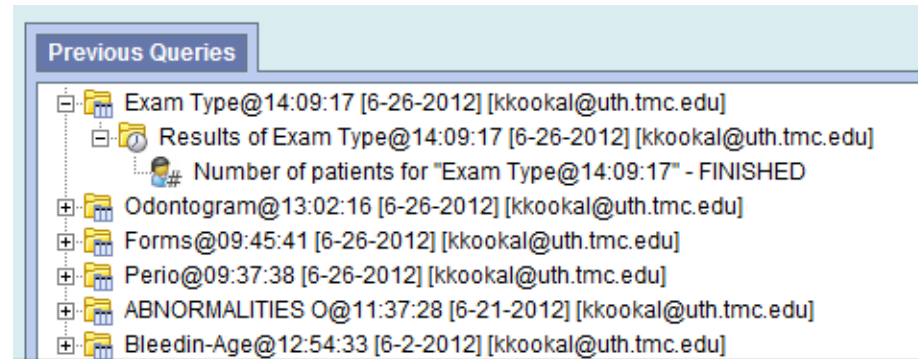 Previous Queries
Exam Type@14:09:17 [6-26-2012] [kkookal@uth.tmc.edu]
Results of Exam Type@14:09:17 [6-26-2012] [kkookal@uth.tmc.edu]
Number of patients for "Exam Type@14:09:17" - FINISHED
Odontogram@13:02:16 [6-26-2012] [kkookal@uth.tmc.edu]
Forms@09:45:41 [6-26-2012] [kkookal@uth.tmc.edu]
Perio@09:37:38 [6-26-2012] [kkookal@uth.tmc.edu]
ABNORMALITIES O@11:37:28 [6-21-2012] [kkookal@uth.tmc.edu]
Bleedin-Age@12:54:33 [6-2-2012] [kkookal@uth.tmc.edu]